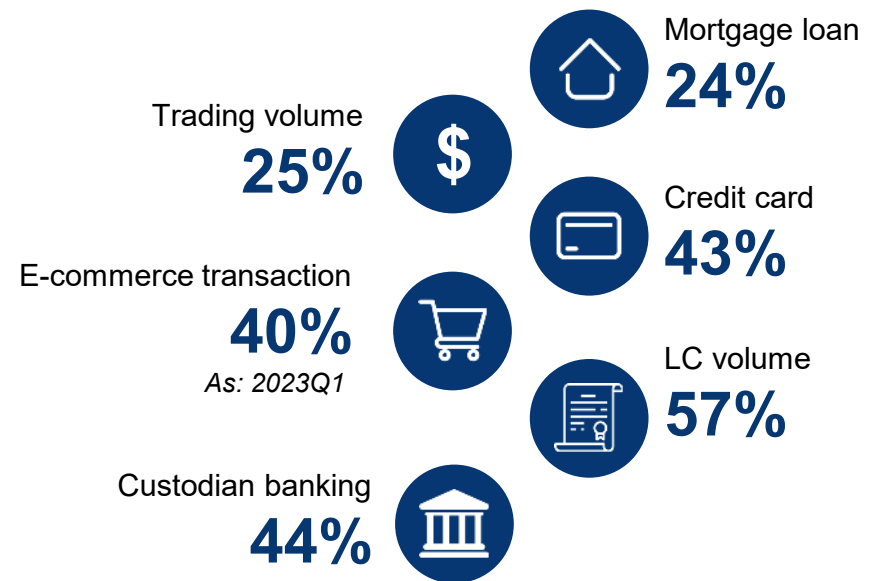 Mortgage loan
24%
Trading volume
25%
$
Credit card
43%
E-commerce transaction
40%
As: 2023Q1
LC volume
57%
Custodian banking
44%